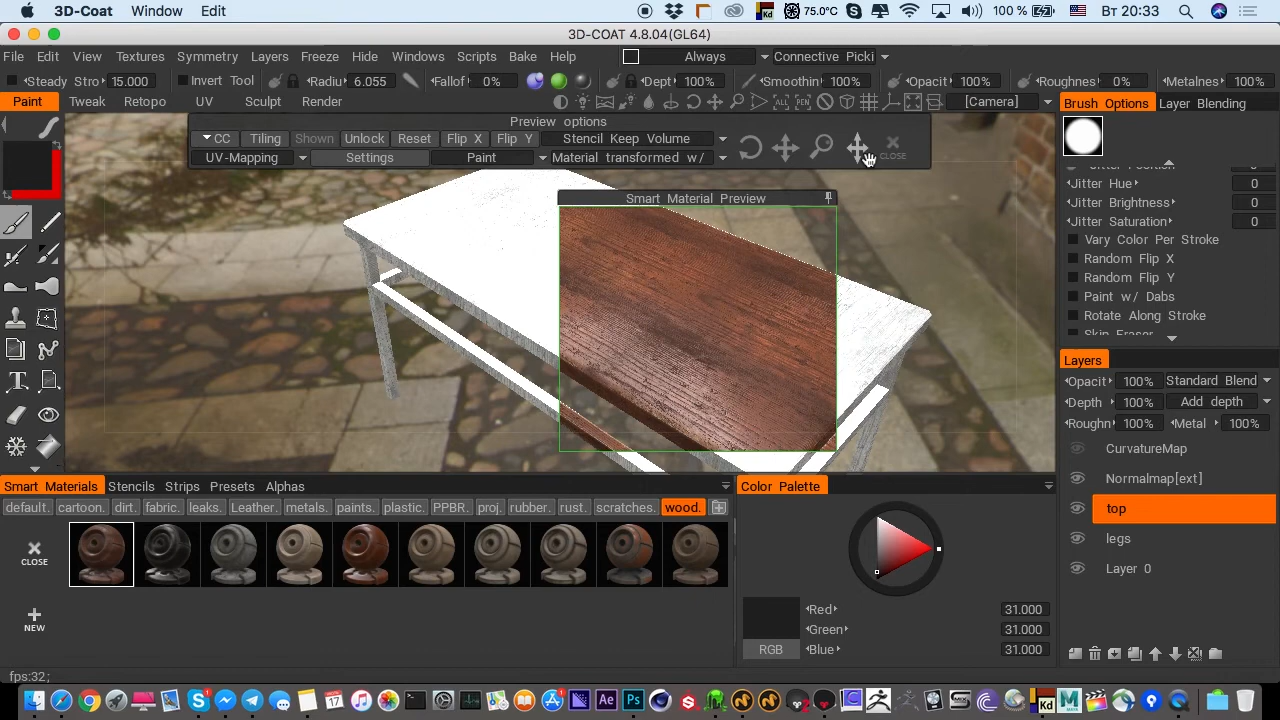 3D-Coat Window Edit 75.0°C 100 % Вт 20:33
3D-COAT 4.8.04(GL64)
File Edit View Textures Symmetry Layers Freeze Hide Windows Scripts Bake Help Always Connective Picki
Steady Stro 15.000 Invert Tool Radiu 6.055 Fallof 0% Dept 100% Smoothin 100% Opacit 100% Roughnes 0% Metalnes 100%
Paint Tweak Retopo UV Sculpt Render ALL PEN [Camera] Brush Options Layer Blending
Preview options
CC Tiling Shown Unlock Reset Flip X Flip Y Stencil Keep Volume
UV-Mapping Settings Paint Material transformed w/ CLOSE
Smart Material Preview
Jitter Hue 0
Jitter Brightness 0
Jitter Saturation 0
Vary Color Per Stroke
Random Flip X
Random Flip Y
Paint w/ Dabs
Rotate Along Stroke
Skin Eraser
Layers
Opacit 100% Standard Blend
Depth 100% Add depth
Roughn 100% Metal 100%
CurvatureMap
Normalmap[ext]
top
legs
Layer 0
Smart Materials Stencils Strips Presets Alphas Color Palette
default. cartoon. dirt. fabric. leaks. Leather. metals. paints. plastic. PPBR. proj. rubber. rust. scratches. wood.
CLOSE
NEW
Red 31.000
Green 31.000
RGB Blue 31.000
fps:32;